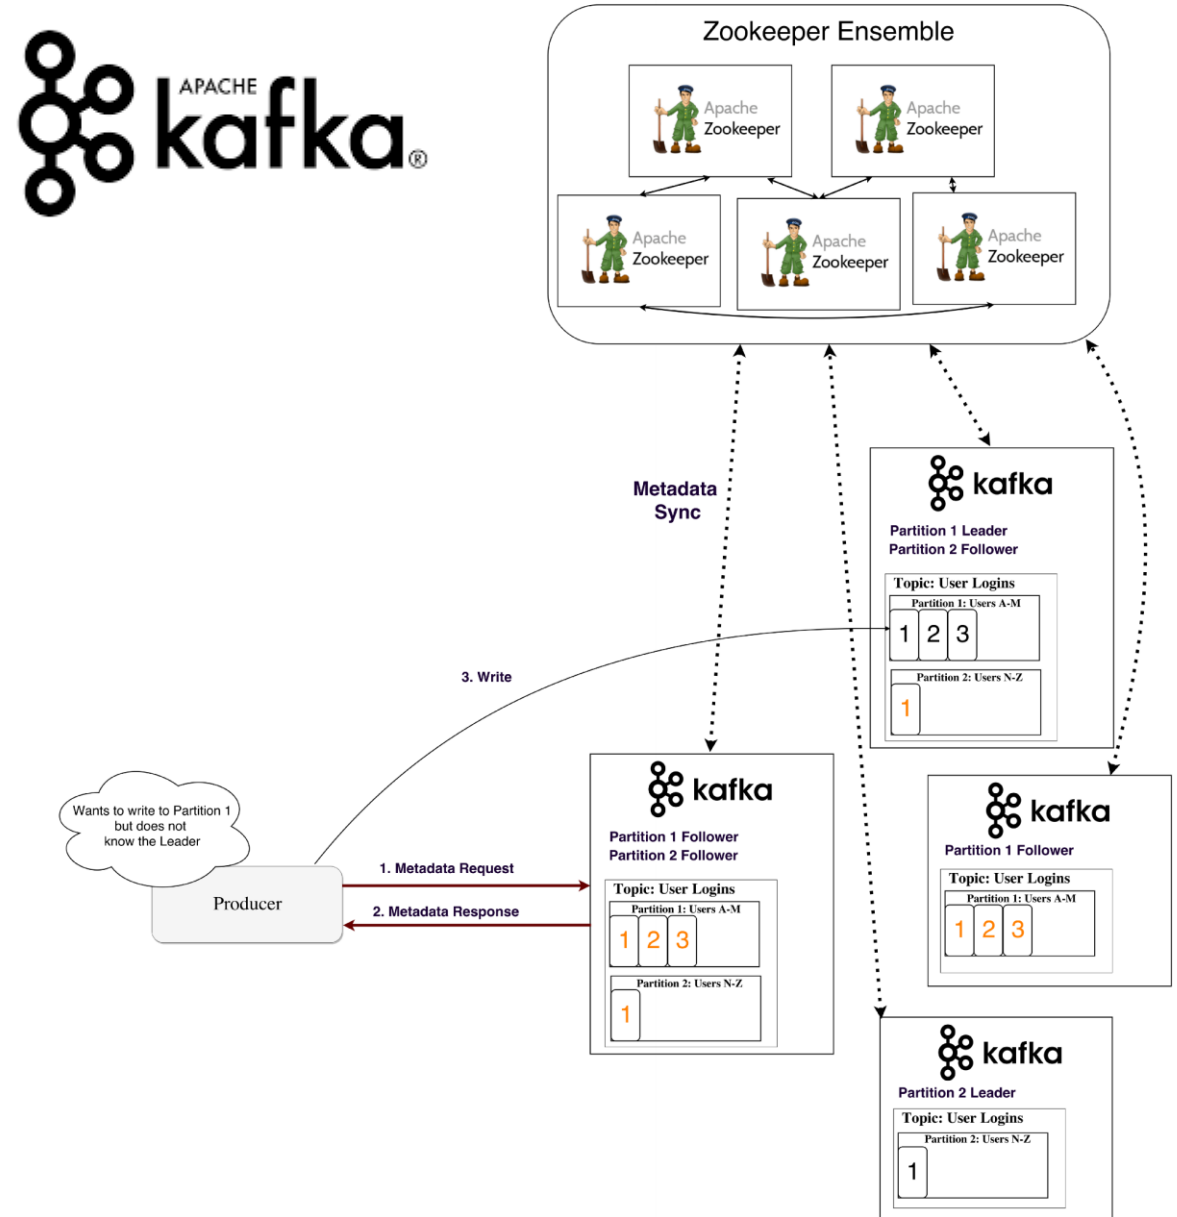 APACHE
kafka®
Zookeeper Ensemble
Apache
Zookeeper
Apache
Zookeeper
Apache
Zookeeper
Apache
Zookeeper
Apache
Zookeeper
Metadata
Sync
kafka
Partition 1 Leader
Partition 2 Follower
Topic: User Logins
Partition 1: Users A-M
1 2 3
Partition 2: Users N-Z
1
3. Write
Wants to write to Partition 1
but does not
know the Leader
Producer
1. Metadata Request
2. Metadata Response
kafka
Partition 1 Follower
Partition 2 Follower
Topic: User Logins
Partition 1: Users A-M
1 2 3
Partition 2: Users N-Z
1
kafka
Partition 1 Follower
Topic: User Logins
Partition 1: Users A-M
1 2 3
kafka
Partition 2 Leader
Topic: User Logins
Partition 2: Users N-Z
1